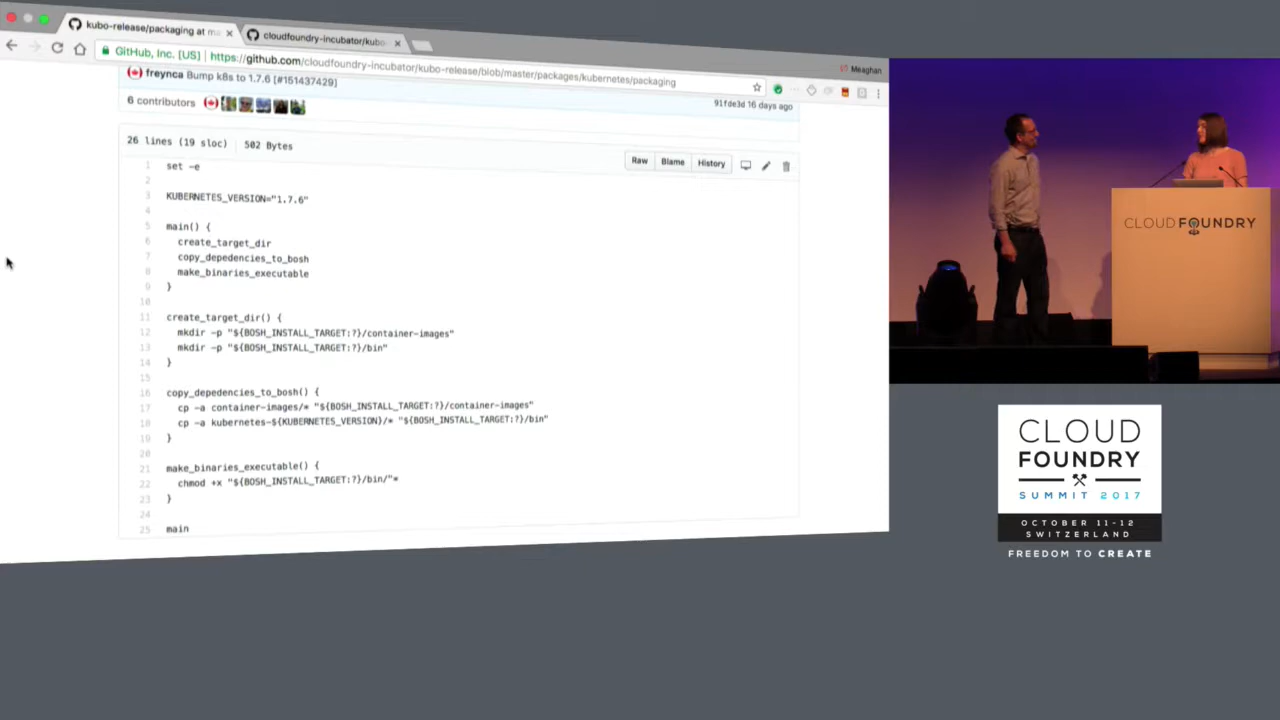 kubo-release/packaging at ma
cloudfoundry-incubator/kubo-
GitHub, Inc. [US] | https://github.com/cloudfoundry-incubator/kubo-release/blob/master/packages/kubernetes/packaging
Meaghan
freynca Bump k8s to 1.7.6 [#151437429]
91fde3d 16 days ago
6 contributors
26 lines (19 sloc) | 502 Bytes
Raw Blame History
1 set -e
2
3 KUBERNETES_VERSION="1.7.6"
4
5 main() {
6 create_target_dir
7 copy_depedencies_to_bosh
8 make_binaries_executable
9 }
10
11 create_target_dir() {
12 mkdir -p "${BOSH_INSTALL_TARGET:?}/container-images"
13 mkdir -p "${BOSH_INSTALL_TARGET:?}/bin"
14 }
15
16 copy_depedencies_to_bosh() {
17 cp -a container-images/* "${BOSH_INSTALL_TARGET:?}/container-images"
18 cp -a kubernetes-${KUBERNETES_VERSION}/* "${BOSH_INSTALL_TARGET:?}/bin"
19 }
20
21 make_binaries_executable() {
22 chmod +x "${BOSH_INSTALL_TARGET:?}/bin/"*
23 }
24
25 main
CLOUD FOUNDRY
CLOUD
FOUNDRY
SUMMIT 2017
OCTOBER 11-12
SWITZERLAND
FREEDOM TO CREATE